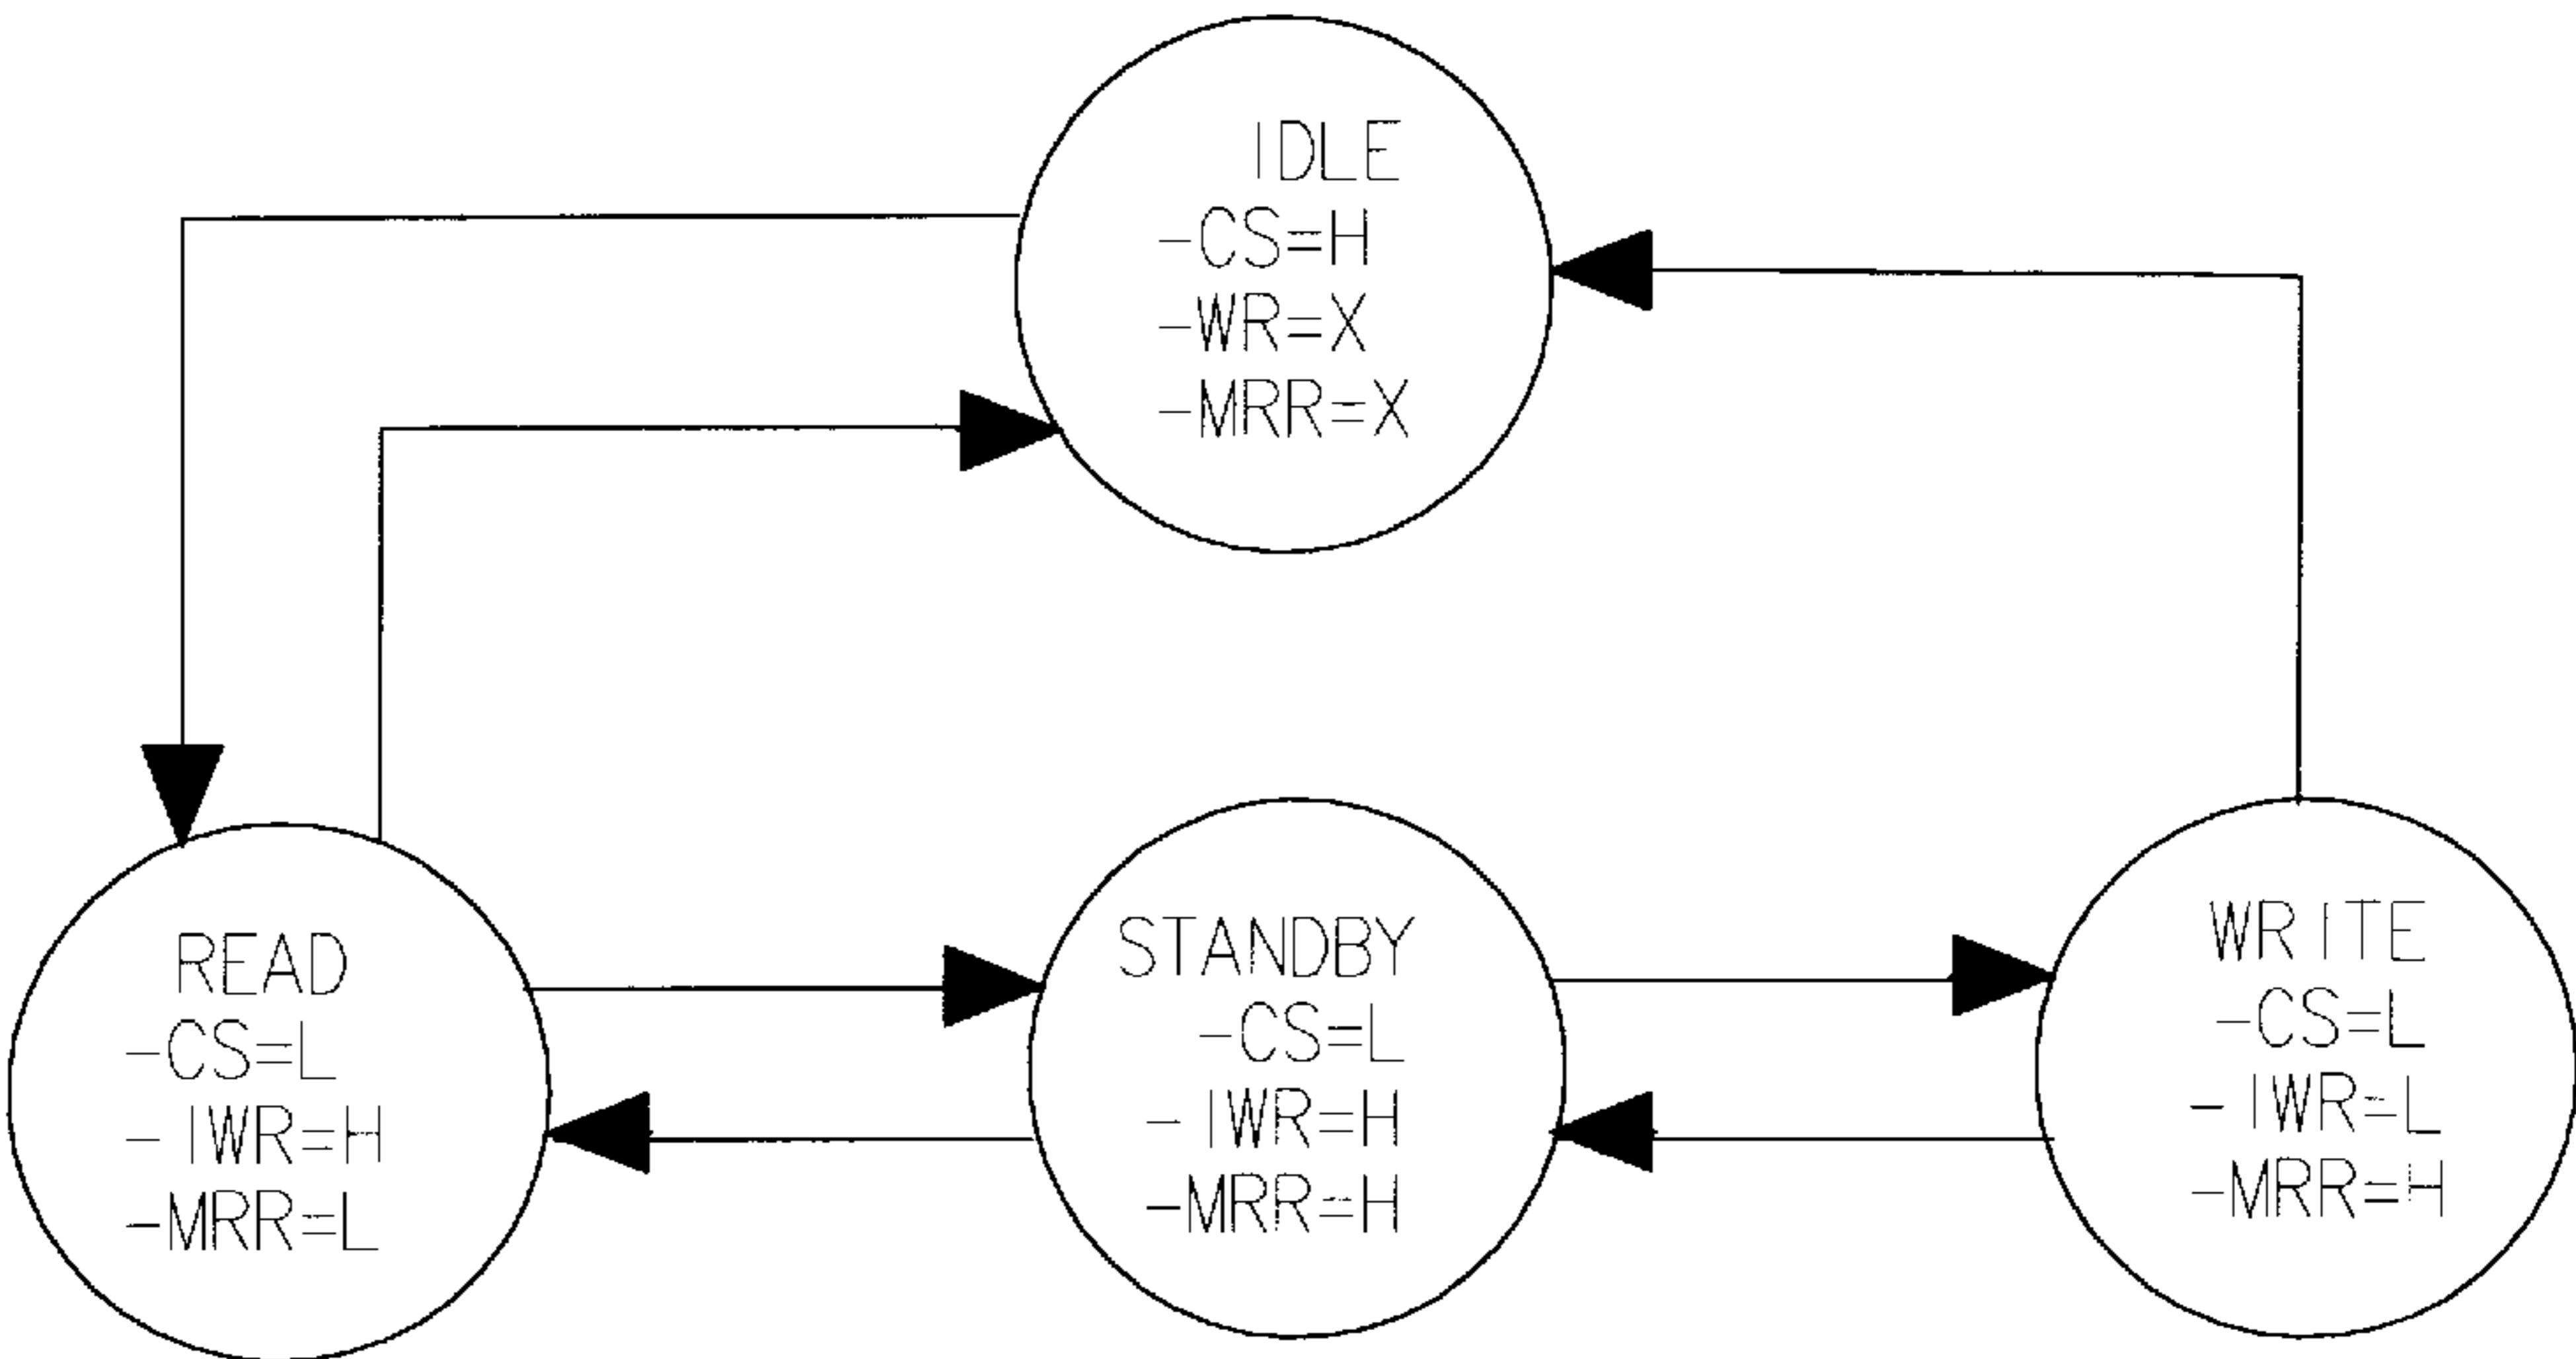 IDLE
-CS=H
-WR=X
-MRR=X
READ
-CS=L
-IWR=H
-MRR=L
STANDBY
-CS=L
-IWR=H
-MRR=H
WRITE
-CS=L
-IWR=L
-MRR=H